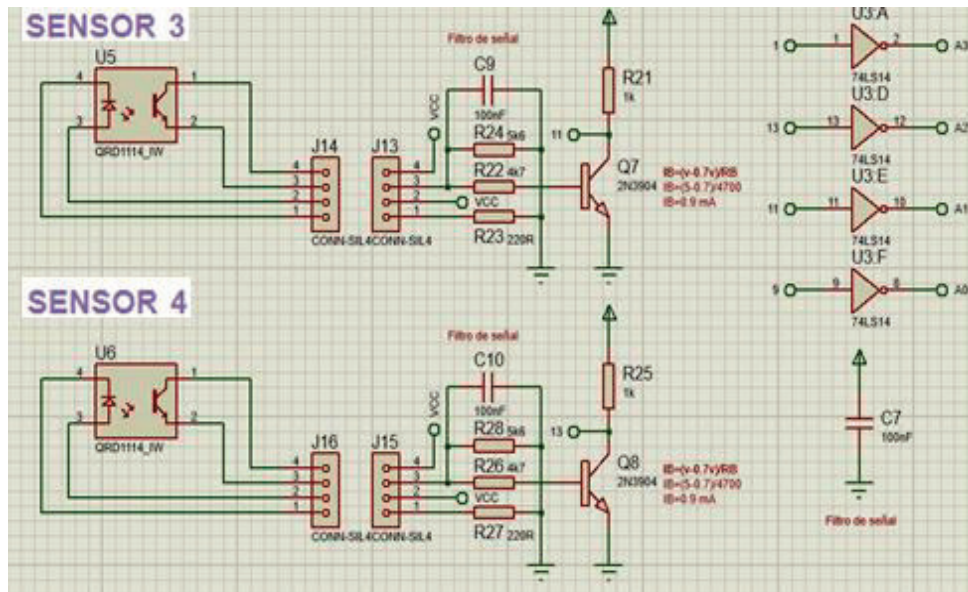 SENSOR 3
U5
4
3
1
2
QRD1114_IW
J14
4
3
2
1
CONN-SIL4
J13
4
3
2
1
CONN-SIL4
VCC
VCC
Filtro de señal
C9
100nF
R24 5k6
R22 4k7
R23 220R
11
R21
1k
Q7
2N3904
IB=(v-0.7v)/RB
IB=(5-0.7)/4700
IB=0.9 mA
U3:A
1
1
2
A3
74LS14
U3:D
13
13
12
A2
74LS14
U3:E
11
11
10
A1
74LS14
U3:F
9
9
8
A0
74LS14
SENSOR 4
U6
4
3
1
2
QRD1114_IW
J16
4
3
2
1
CONN-SIL4
J15
4
3
2
1
CONN-SIL4
VCC
VCC
Filtro de señal
C10
100nF
R28 5k6
R26 4k7
R27 220R
13
R25
1k
Q8
2N3904
IB=(v-0.7v)/RB
IB=(5-0.7)/4700
IB=0.9 mA
C7
100nF
Filtro de señal